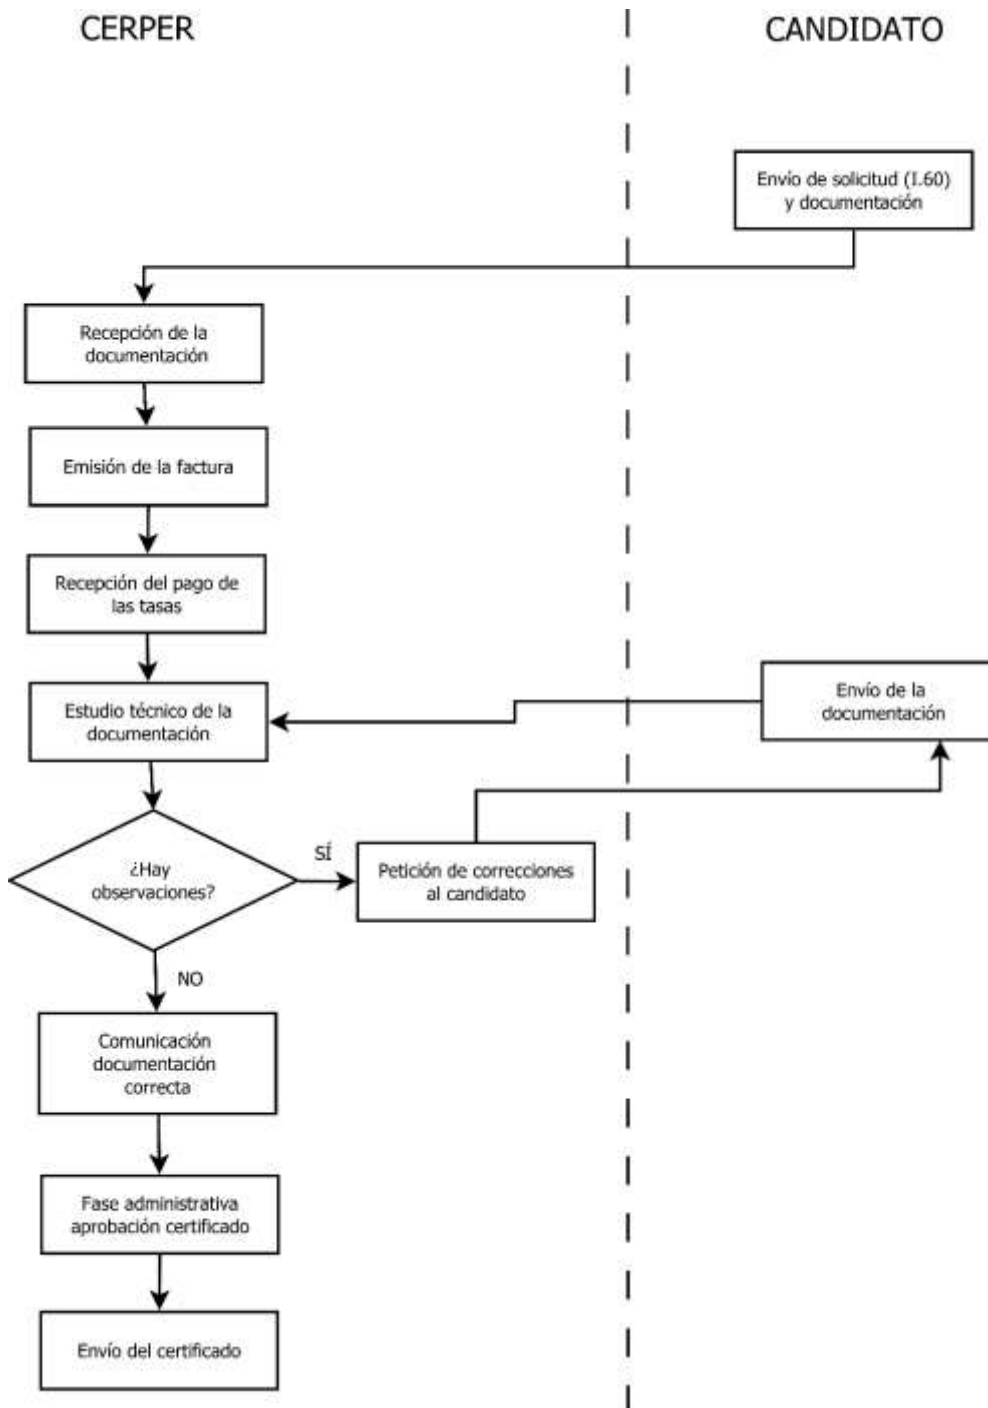 CERPER
CANDIDATO
Envío de solicitud (I.60)
y documentación
Recepción de la
documentación
Emisión de la factura
Recepción del pago de
las tasas
Estudio técnico de la
documentación
Envío de la
documentación
¿Hay
observaciones?
SÍ
Petición de correcciones
al candidato
NO
Comunicación
documentación
correcta
Fase administrativa
aprobación certificado
Envío del certificado